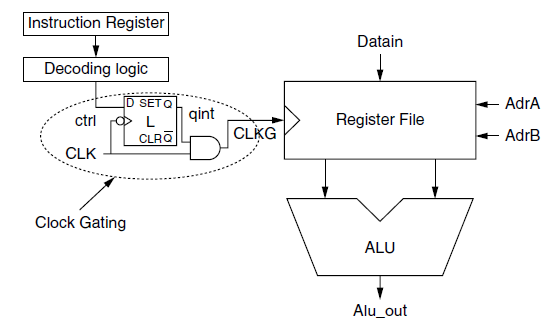 Instruction Register
Decoding logic
Datain
D SET Q
ctrl
L
qint
CLR Q̅
CLK
CLKG
Register File
AdrA
AdrB
Clock Gating
ALU
Alu_out